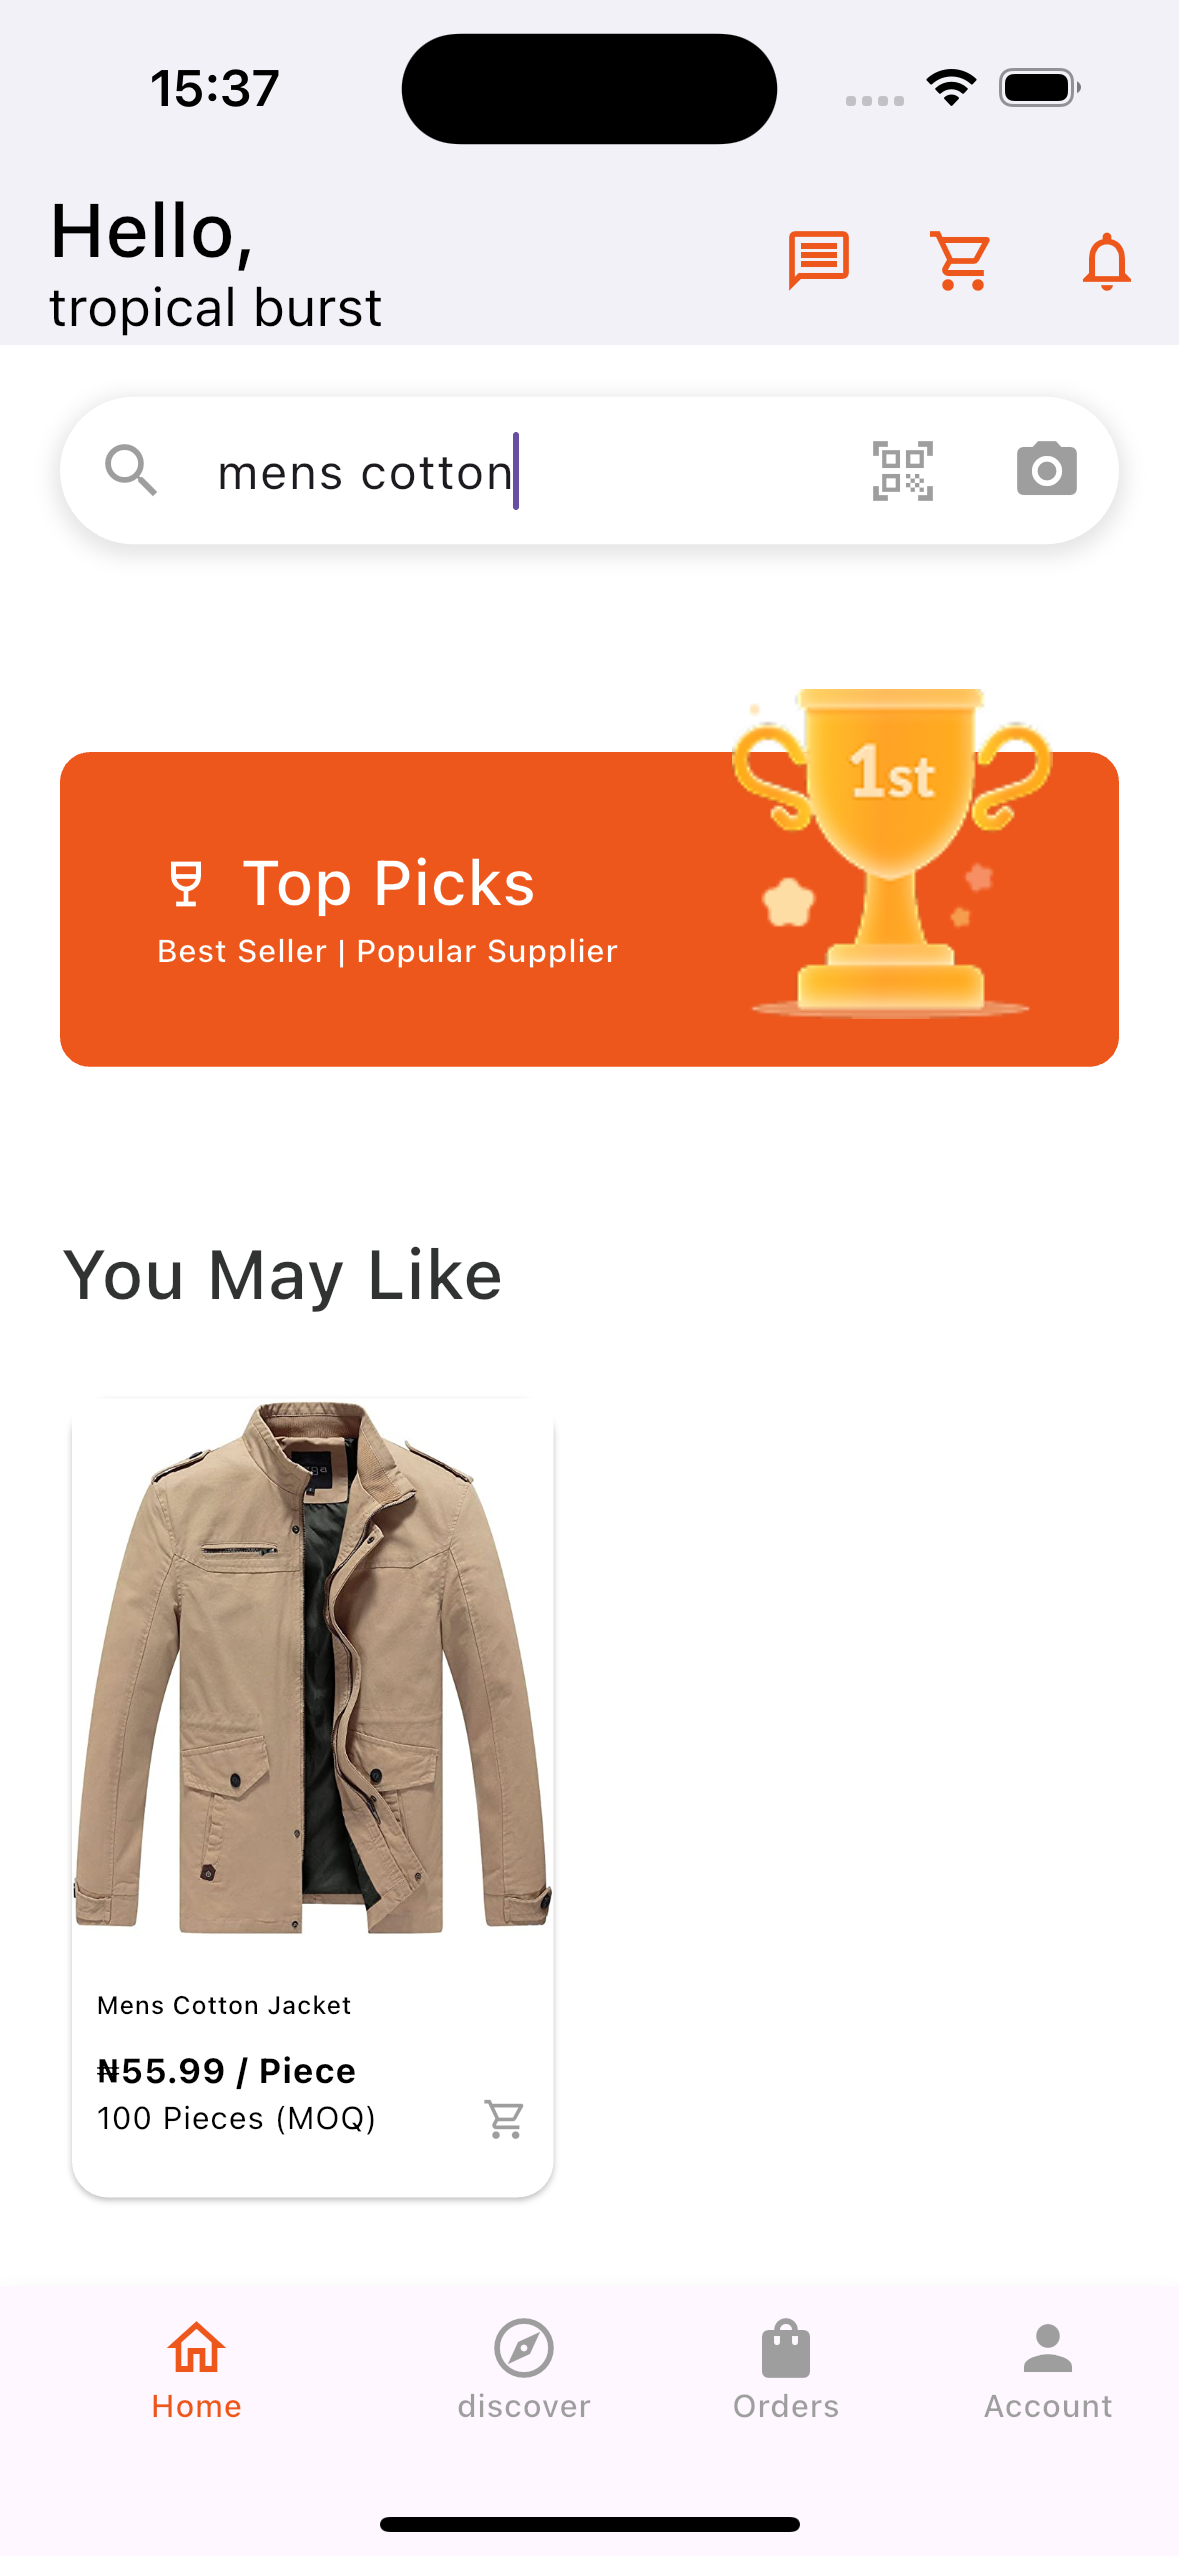 15:37
Hello,
tropical burst
mens cotton
1st
Top Picks
Best Seller | Popular Supplier
You May Like
Mens Cotton Jacket
₦55.99 / Piece
100 Pieces (MOQ)
Home
discover
Orders
Account